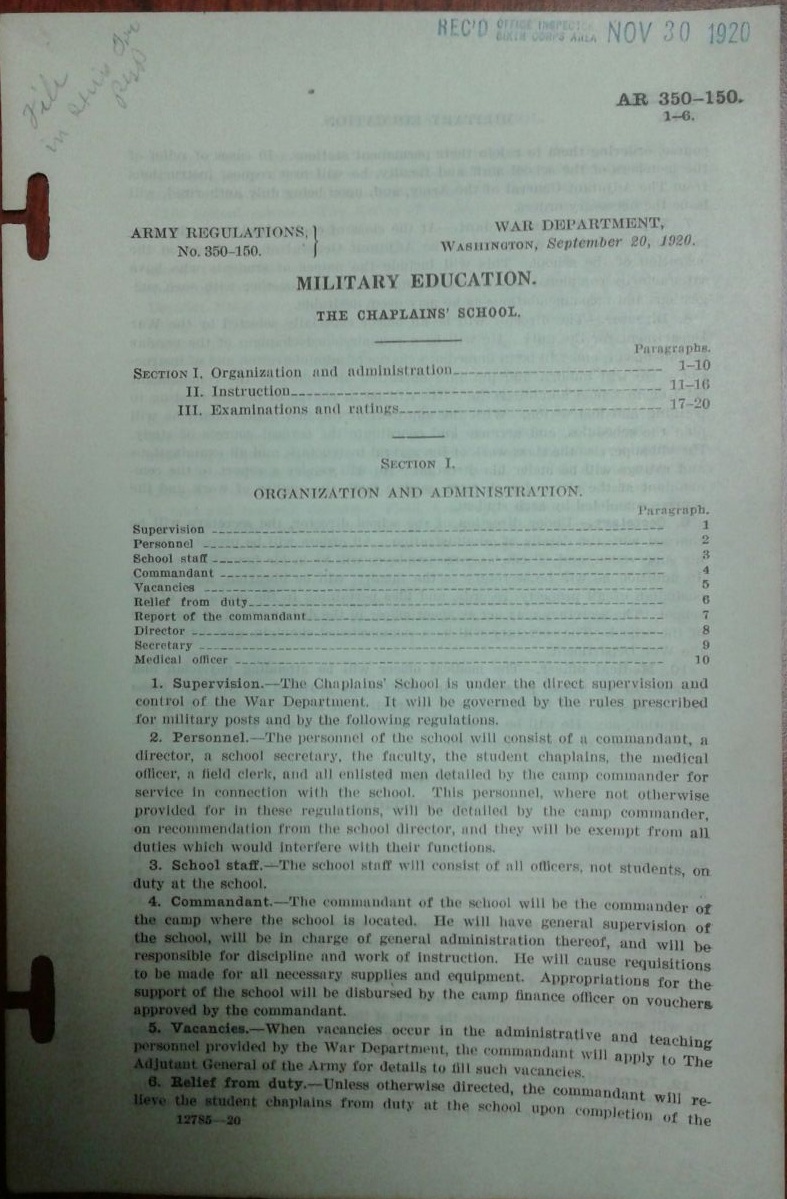 REC'D OFFICE INSPECTOR NOV 30 1920
CORPS AREA
File
in
AR 350–150.
1–6.
ARMY REGULATIONS, } WAR DEPARTMENT,
No. 350–150. WASHINGTON, September 20, 1920.
MILITARY EDUCATION.
THE CHAPLAINS' SCHOOL.
Paragraphs.
SECTION I. Organization and administration 1–10
II. Instruction 11–16
III. Examinations and ratings 17–20
SECTION I.
ORGANIZATION AND ADMINISTRATION.
Paragraph.
Supervision 1
Personnel 2
School staff 3
Commandant 4
Vacancies 5
Relief from duty 6
Report of the commandant 7
Director 8
Secretary 9
Medical officer 10
1. Supervision.—The Chaplains' School is under the direct supervision and
control of the War Department. It will be governed by the rules prescribed
for military posts and by the following regulations.
2. Personnel.—The personnel of the school will consist of a commandant, a
director, a school secretary, the faculty, the student chaplains, the medical
officer, a field clerk, and all enlisted men detailed by the camp commander for
service in connection with the school. This personnel, where not otherwise
provided for in these regulations, will be detailed by the camp commander,
on recommendation from the school director, and they will be exempt from all
duties which would interfere with their functions.
3. School staff.—The school staff will consist of all officers, not students, on
duty at the school.
4. Commandant.—The commandant of the school will be the commander of
the camp where the school is located. He will have general supervision of
the school, will be in charge of general administration thereof, and will be
responsible for discipline and work of instruction. He will cause requisitions
to be made for all necessary supplies and equipment. Appropriations for the
support of the school will be disbursed by the camp finance officer on vouchers
approved by the commandant.
5. Vacancies.—When vacancies occur in the administrative and teaching
personnel provided by the War Department, the commandant will apply to The
Adjutant General of the Army for details to fill such vacancies.
6. Relief from duty.—Unless otherwise directed, the commandant will re-
lieve the student chaplains from duty at the school upon completion of the
12785—20